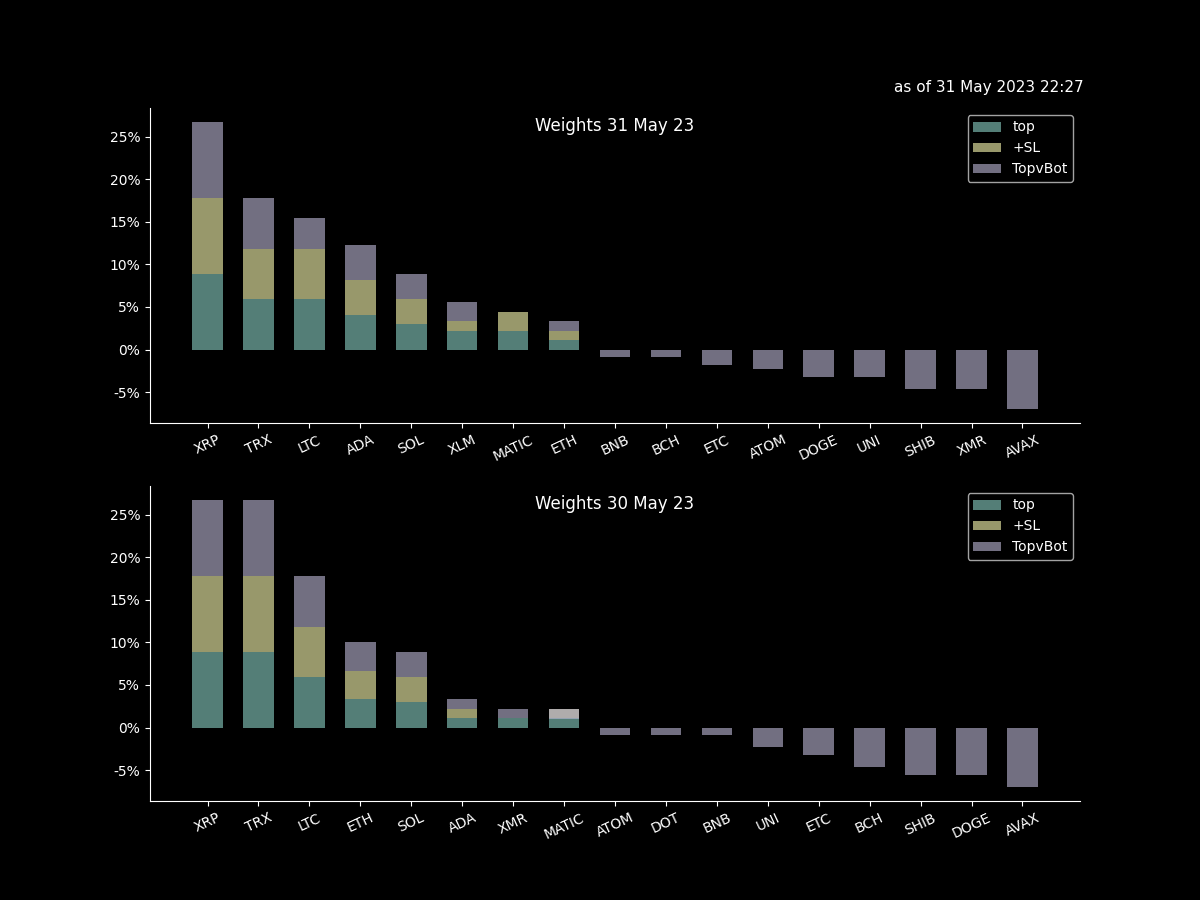 as of 31 May 2023 22:27
Weights 31 May 23
top
+SL
TopvBot
25%
20%
15%
10%
5%
0%
-5%
XRP TRX LTC ADA SOL XLM MATIC ETH BNB BCH ETC ATOM DOGE UNI SHIB XMR AVAX
Weights 30 May 23
top
+SL
TopvBot
25%
20%
15%
10%
5%
0%
-5%
XRP TRX LTC ETH SOL ADA XMR MATIC ATOM DOT BNB UNI ETC BCH SHIB DOGE AVAX